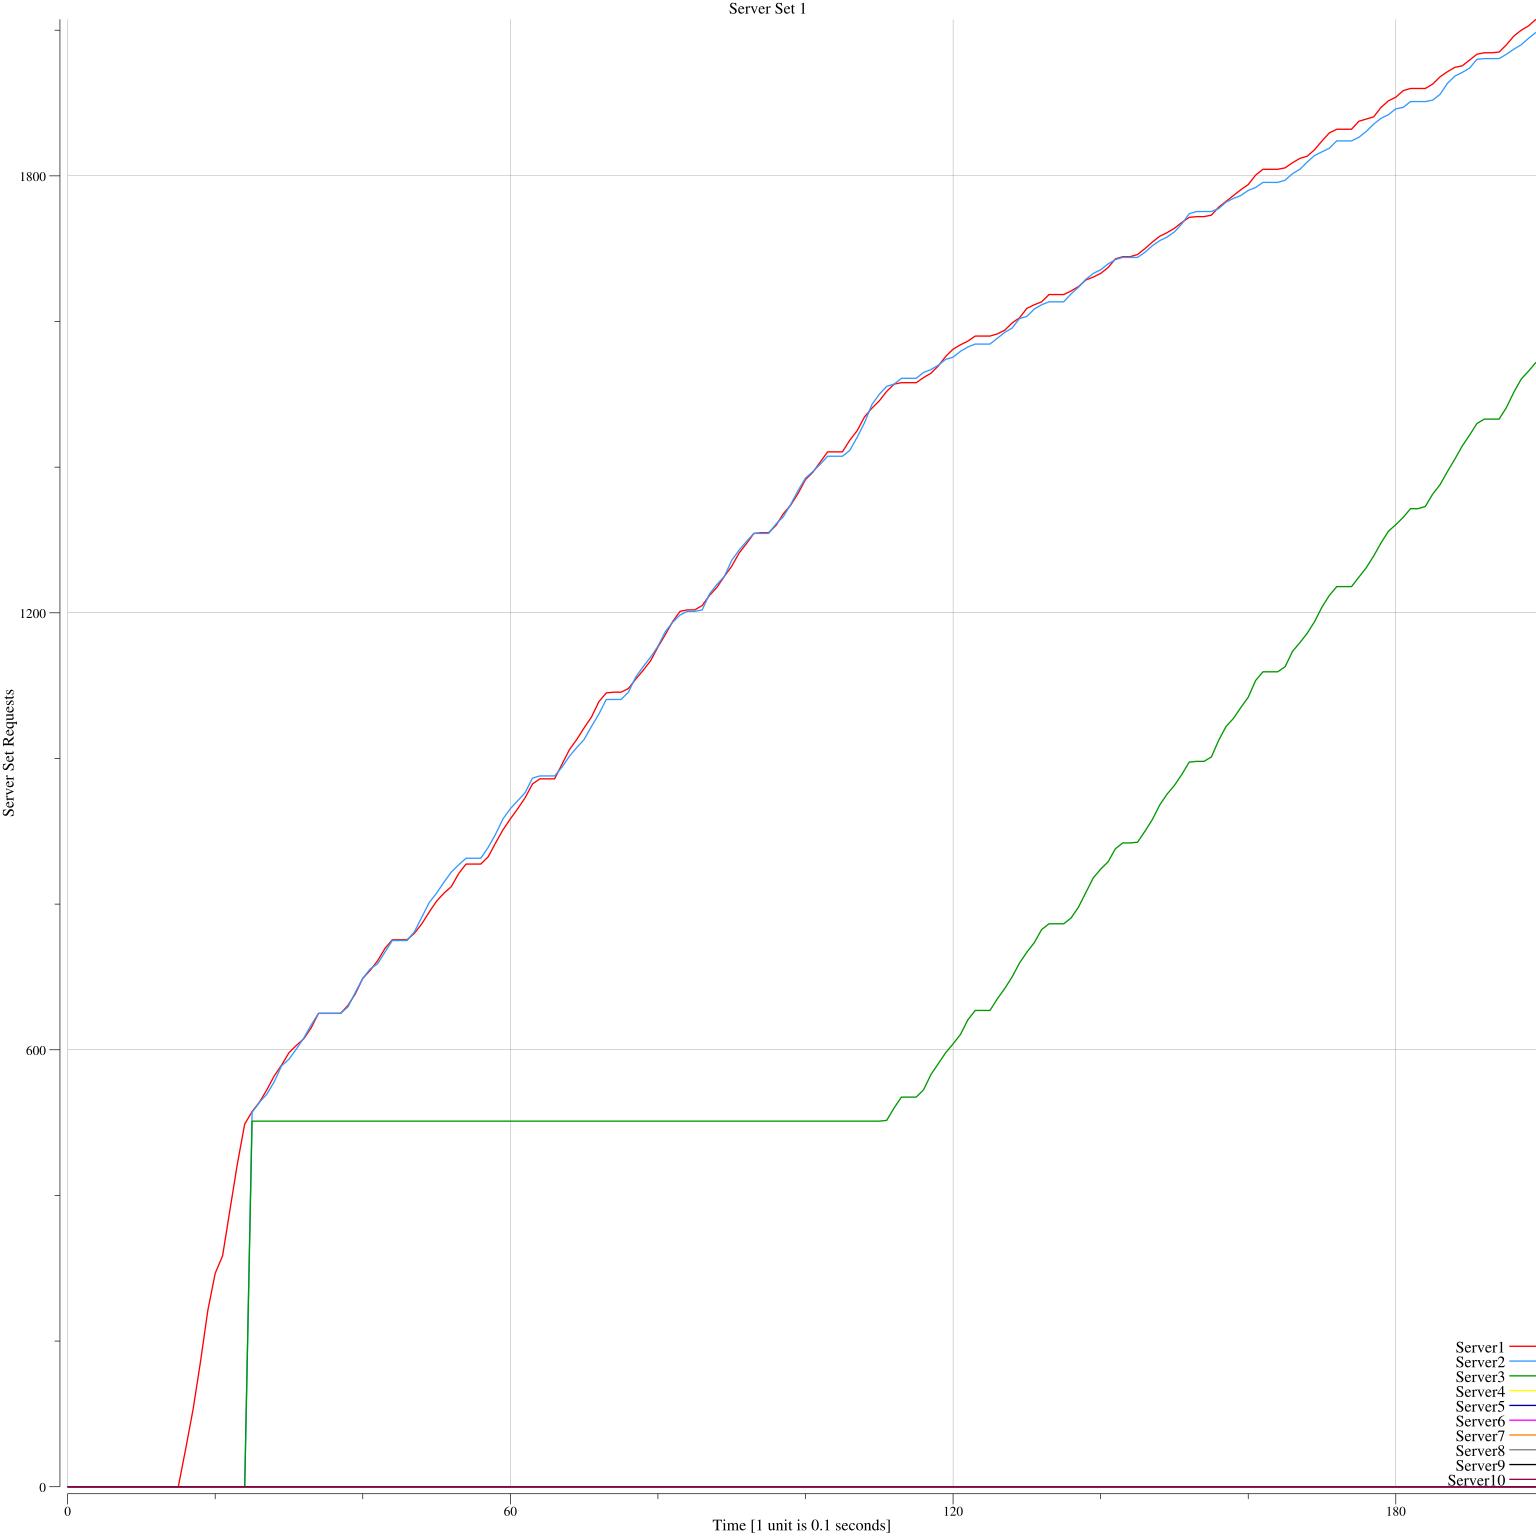 Server Set 1
1800
1200
600
0
Server Set Requests
0
60
120
180
Time [1 unit is 0.1 seconds]
Server1
Server2
Server3
Server4
Server5
Server6
Server7
Server8
Server9
Server10